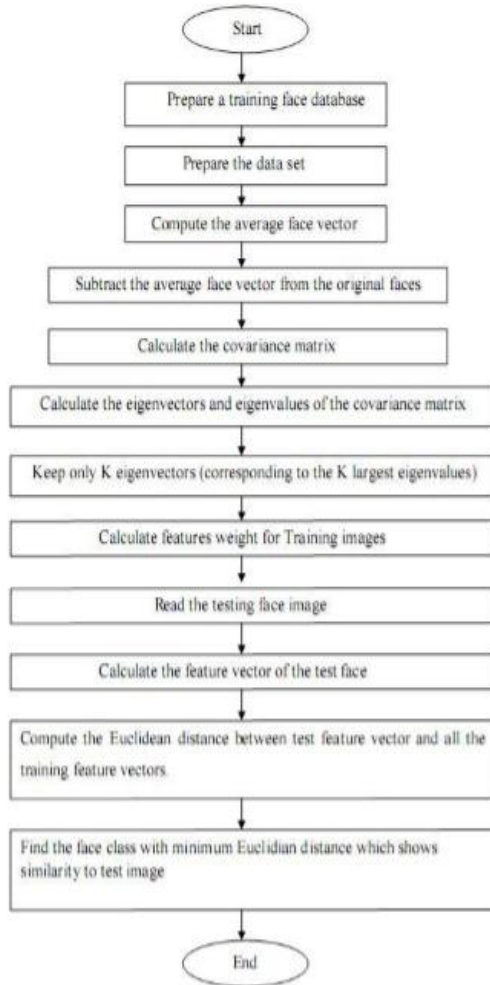 Start
Prepare a training face database
Prepare the data set
Compute the average face vector
Subtract the average face vector from the original faces
Calculate the covariance matrix
Calculate the eigenvectors and eigenvalues of the covariance matrix
Keep only K eigenvectors (corresponding to the K largest eigenvalues)
Calculate features weight for Training images
Read the testing face image
Calculate the feature vector of the test face
Compute the Euclidean distance between test feature vector and all the
training feature vectors.
Find the face class with minimum Euclidian distance which shows
similarity to test image
End